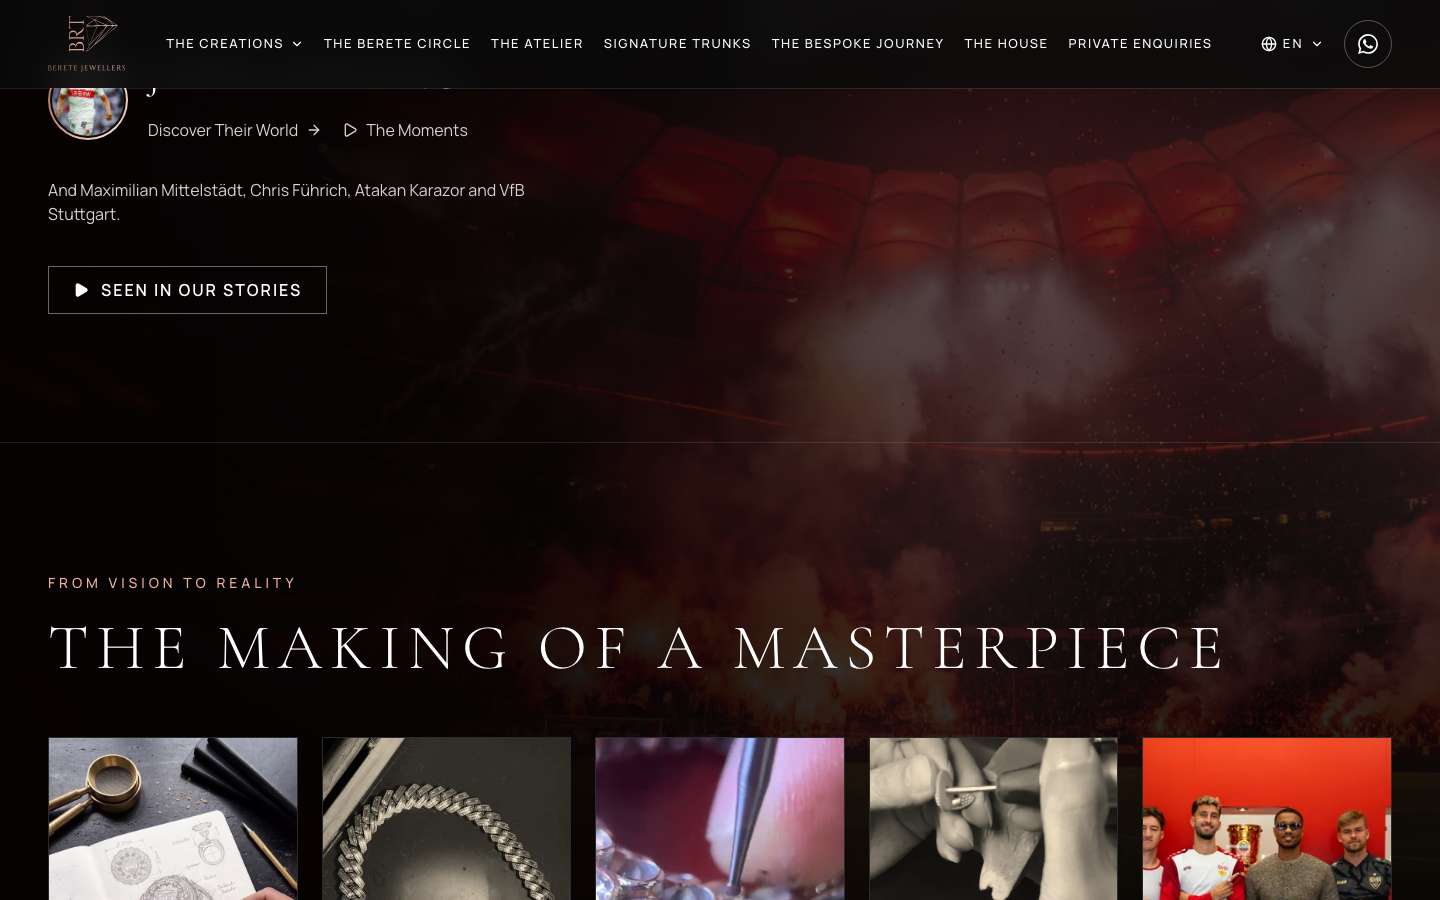 BRT
BERETE JEWELLERS
THE CREATIONS
THE BERETE CIRCLE
THE ATELIER
SIGNATURE TRUNKS
THE BESPOKE JOURNEY
THE HOUSE
PRIVATE ENQUIRIES
EN
Discover Their World
The Moments
And Maximilian Mittelstädt, Chris Führich, Atakan Karazor and VfB
Stuttgart.
SEEN IN OUR STORIES
FROM VISION TO REALITY
THE MAKING OF A MASTERPIECE